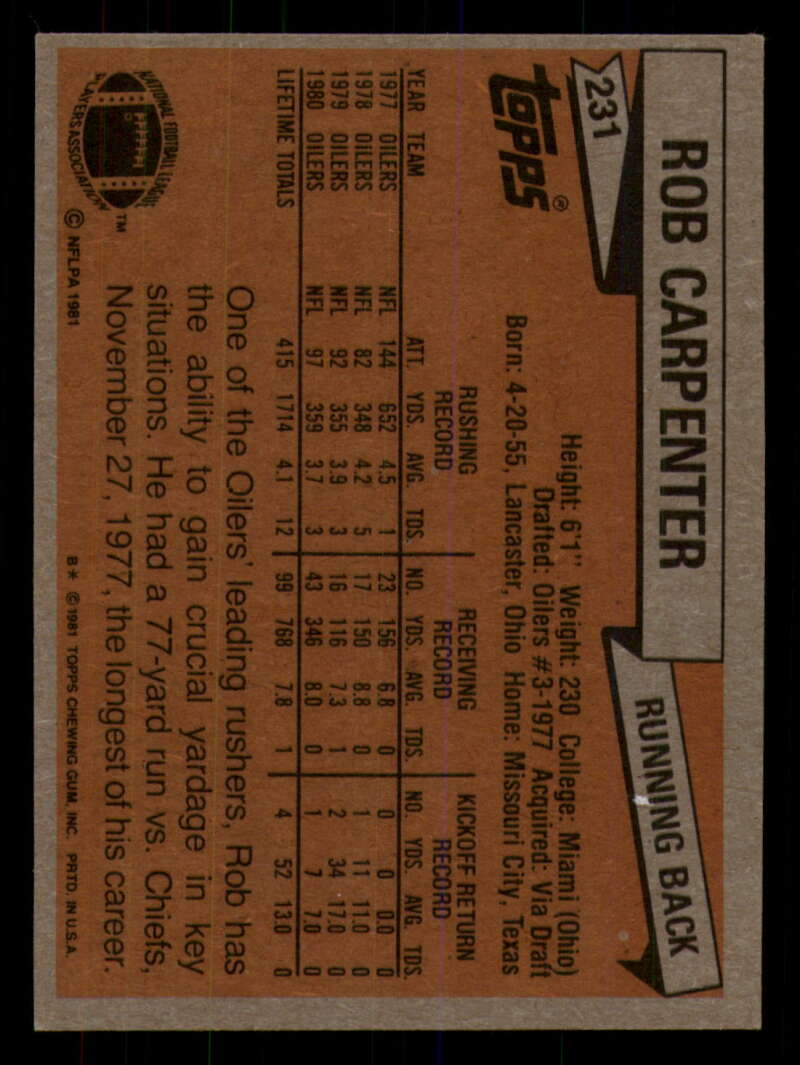 ROB CARPENTER
RUNNING BACK
231
TOPPS®
Height: 6'1" Weight: 230 College: Miami (Ohio)
Drafted: Oilers #3-1977 Acquired: Via Draft
Born: 4-20-55, Lancaster, Ohio Home: Missouri City, Texas
RUSHING RECEIVING KICKOFF RETURN
RECORD RECORD RECORD
YEAR TEAM ATT. YDS. AVG. TDS. NO. YDS. AVG. TDS. NO. YDS. AVG. TDS.
1977 OILERS NFL 144 652 4.5 1 23 156 6.8 0 0 0 0.0 0
1978 OILERS NFL 82 348 4.2 5 17 150 8.8 0 1 11 11.0 0
1979 OILERS NFL 92 355 3.9 3 16 116 7.3 1 2 34 17.0 0
1980 OILERS NFL 97 359 3.7 3 43 346 8.0 0 1 7 7.0 0
LIFETIME TOTALS 415 1714 4.1 12 99 768 7.8 1 4 52 13.0 0
One of the Oilers' leading rushers, Rob has
the ability to gain crucial yardage in key
situations. He had a 77-yard run vs. Chiefs,
November 27, 1977, the longest of his career.
NATIONAL FOOTBALL LEAGUE
PLAYERS ASSOCIATION
™
© NFLPA 1981
B* © 1981 TOPPS CHEWING GUM, INC. PRTD. IN U.S.A.